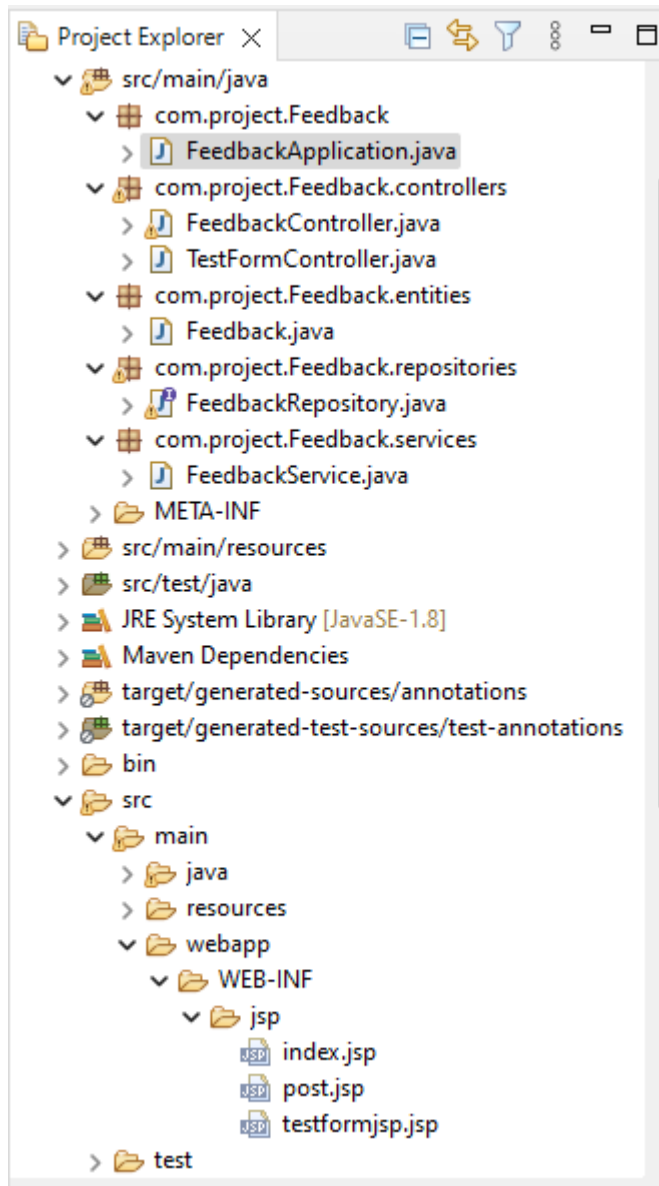 Project Explorer
src/main/java
com.project.Feedback
FeedbackApplication.java
com.project.Feedback.controllers
FeedbackController.java
TestFormController.java
com.project.Feedback.entities
Feedback.java
com.project.Feedback.repositories
FeedbackRepository.java
com.project.Feedback.services
FeedbackService.java
META-INF
src/main/resources
src/test/java
JRE System Library [JavaSE-1.8]
Maven Dependencies
target/generated-sources/annotations
target/generated-test-sources/test-annotations
bin
src
main
java
resources
webapp
WEB-INF
jsp
index.jsp
post.jsp
testformjsp.jsp
test